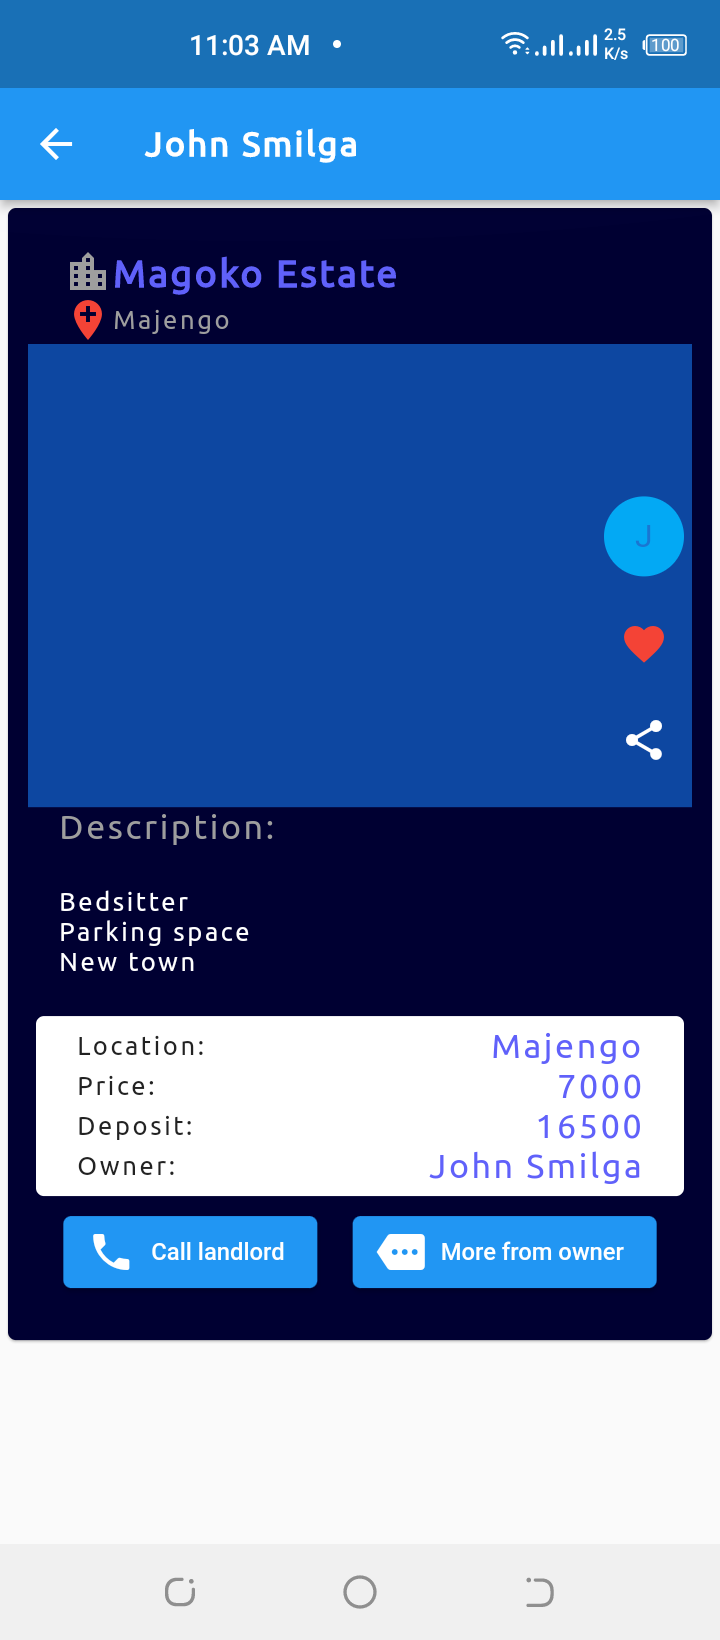 11:03 AM •
2.5
K/s
100
John Smilga
Magoko Estate
Majengo
J
Description:
Bedsitter
Parking space
New town
Location: Majengo
Price: 7000
Deposit: 16500
Owner: John Smilga
Call landlord
More from owner